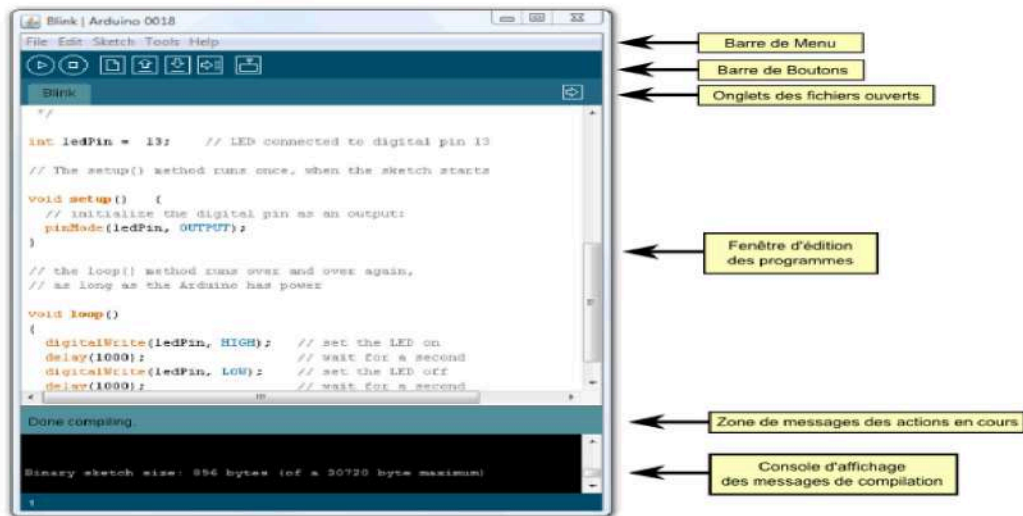 Blink | Arduino 0018
File Edit Sketch Tools Help
Barre de Menu
Barre de Boutons
Blink
Onglets des fichiers ouverts
*/
int ledPin = 13; // LED connected to digital pin 13
// The setup() method runs once, when the sketch starts
void setup() {
// initialize the digital pin as an output:
pinMode(ledPin, OUTPUT);
}
Fenêtre d'édition
des programmes
// the loop() method runs over and over again,
// as long as the Arduino has power
void loop()
{
digitalWrite(ledPin, HIGH); // set the LED on
delay(1000); // wait for a second
digitalWrite(ledPin, LOW); // set the LED off
delay(1000); // wait for a second
Done compiling.
Zone de messages des actions en cours
Binary sketch size: 896 bytes (of a 30720 byte maximum)
Console d'affichage
des messages de compilation
1